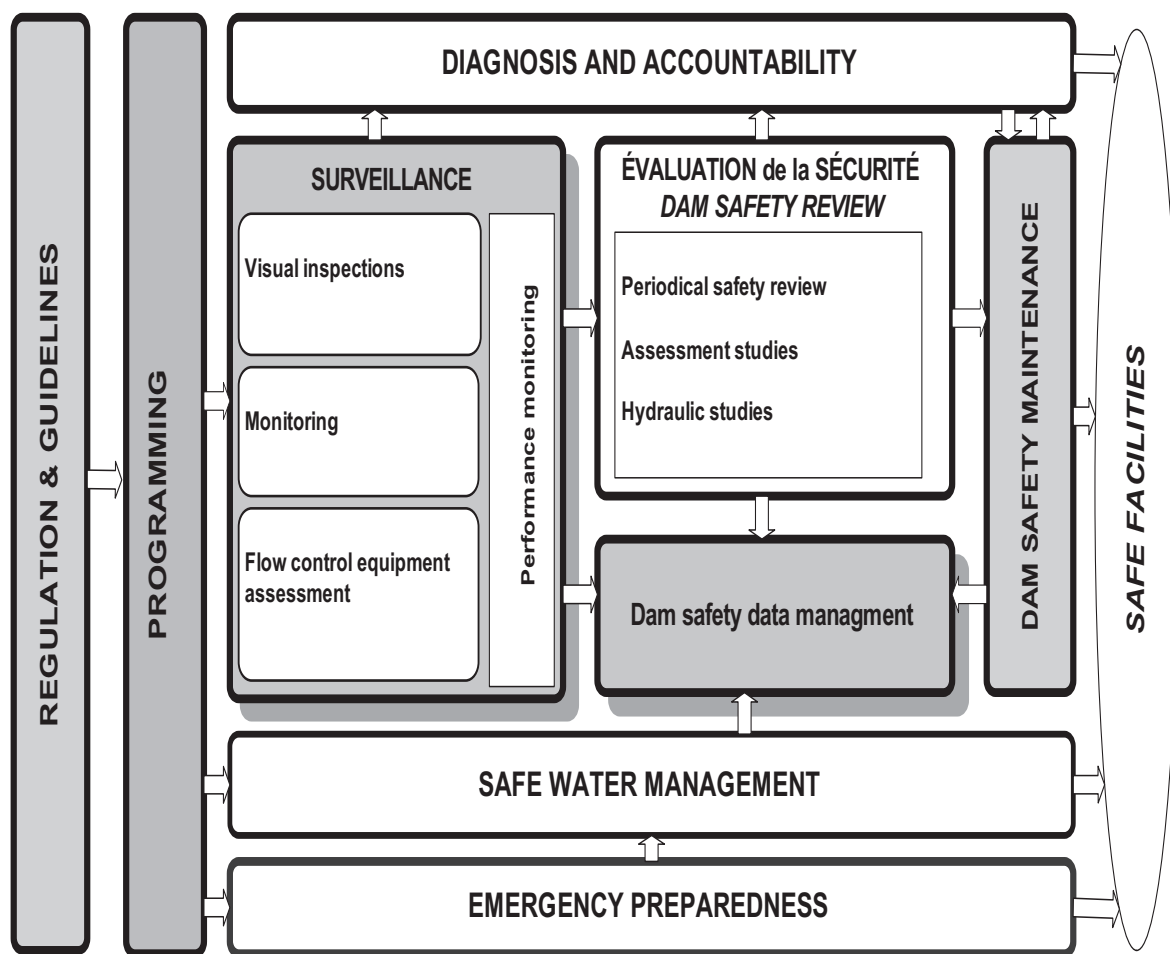 REGULATION & GUIDELINES
PROGRAMMING
DIAGNOSIS AND ACCOUNTABILITY
SURVEILLANCE
Visual inspections
Monitoring
Flow control equipment
assessment
Performance monitoring
ÉVALUATION de la SÉCURITÉ
DAM SAFETY REVIEW
Periodical safety review
Assessment studies
Hydraulic studies
Dam safety data managment
DAM SAFETY MAINTENANCE
SAFE WATER MANAGEMENT
EMERGENCY PREPAREDNESS
SAFE FACILITIES